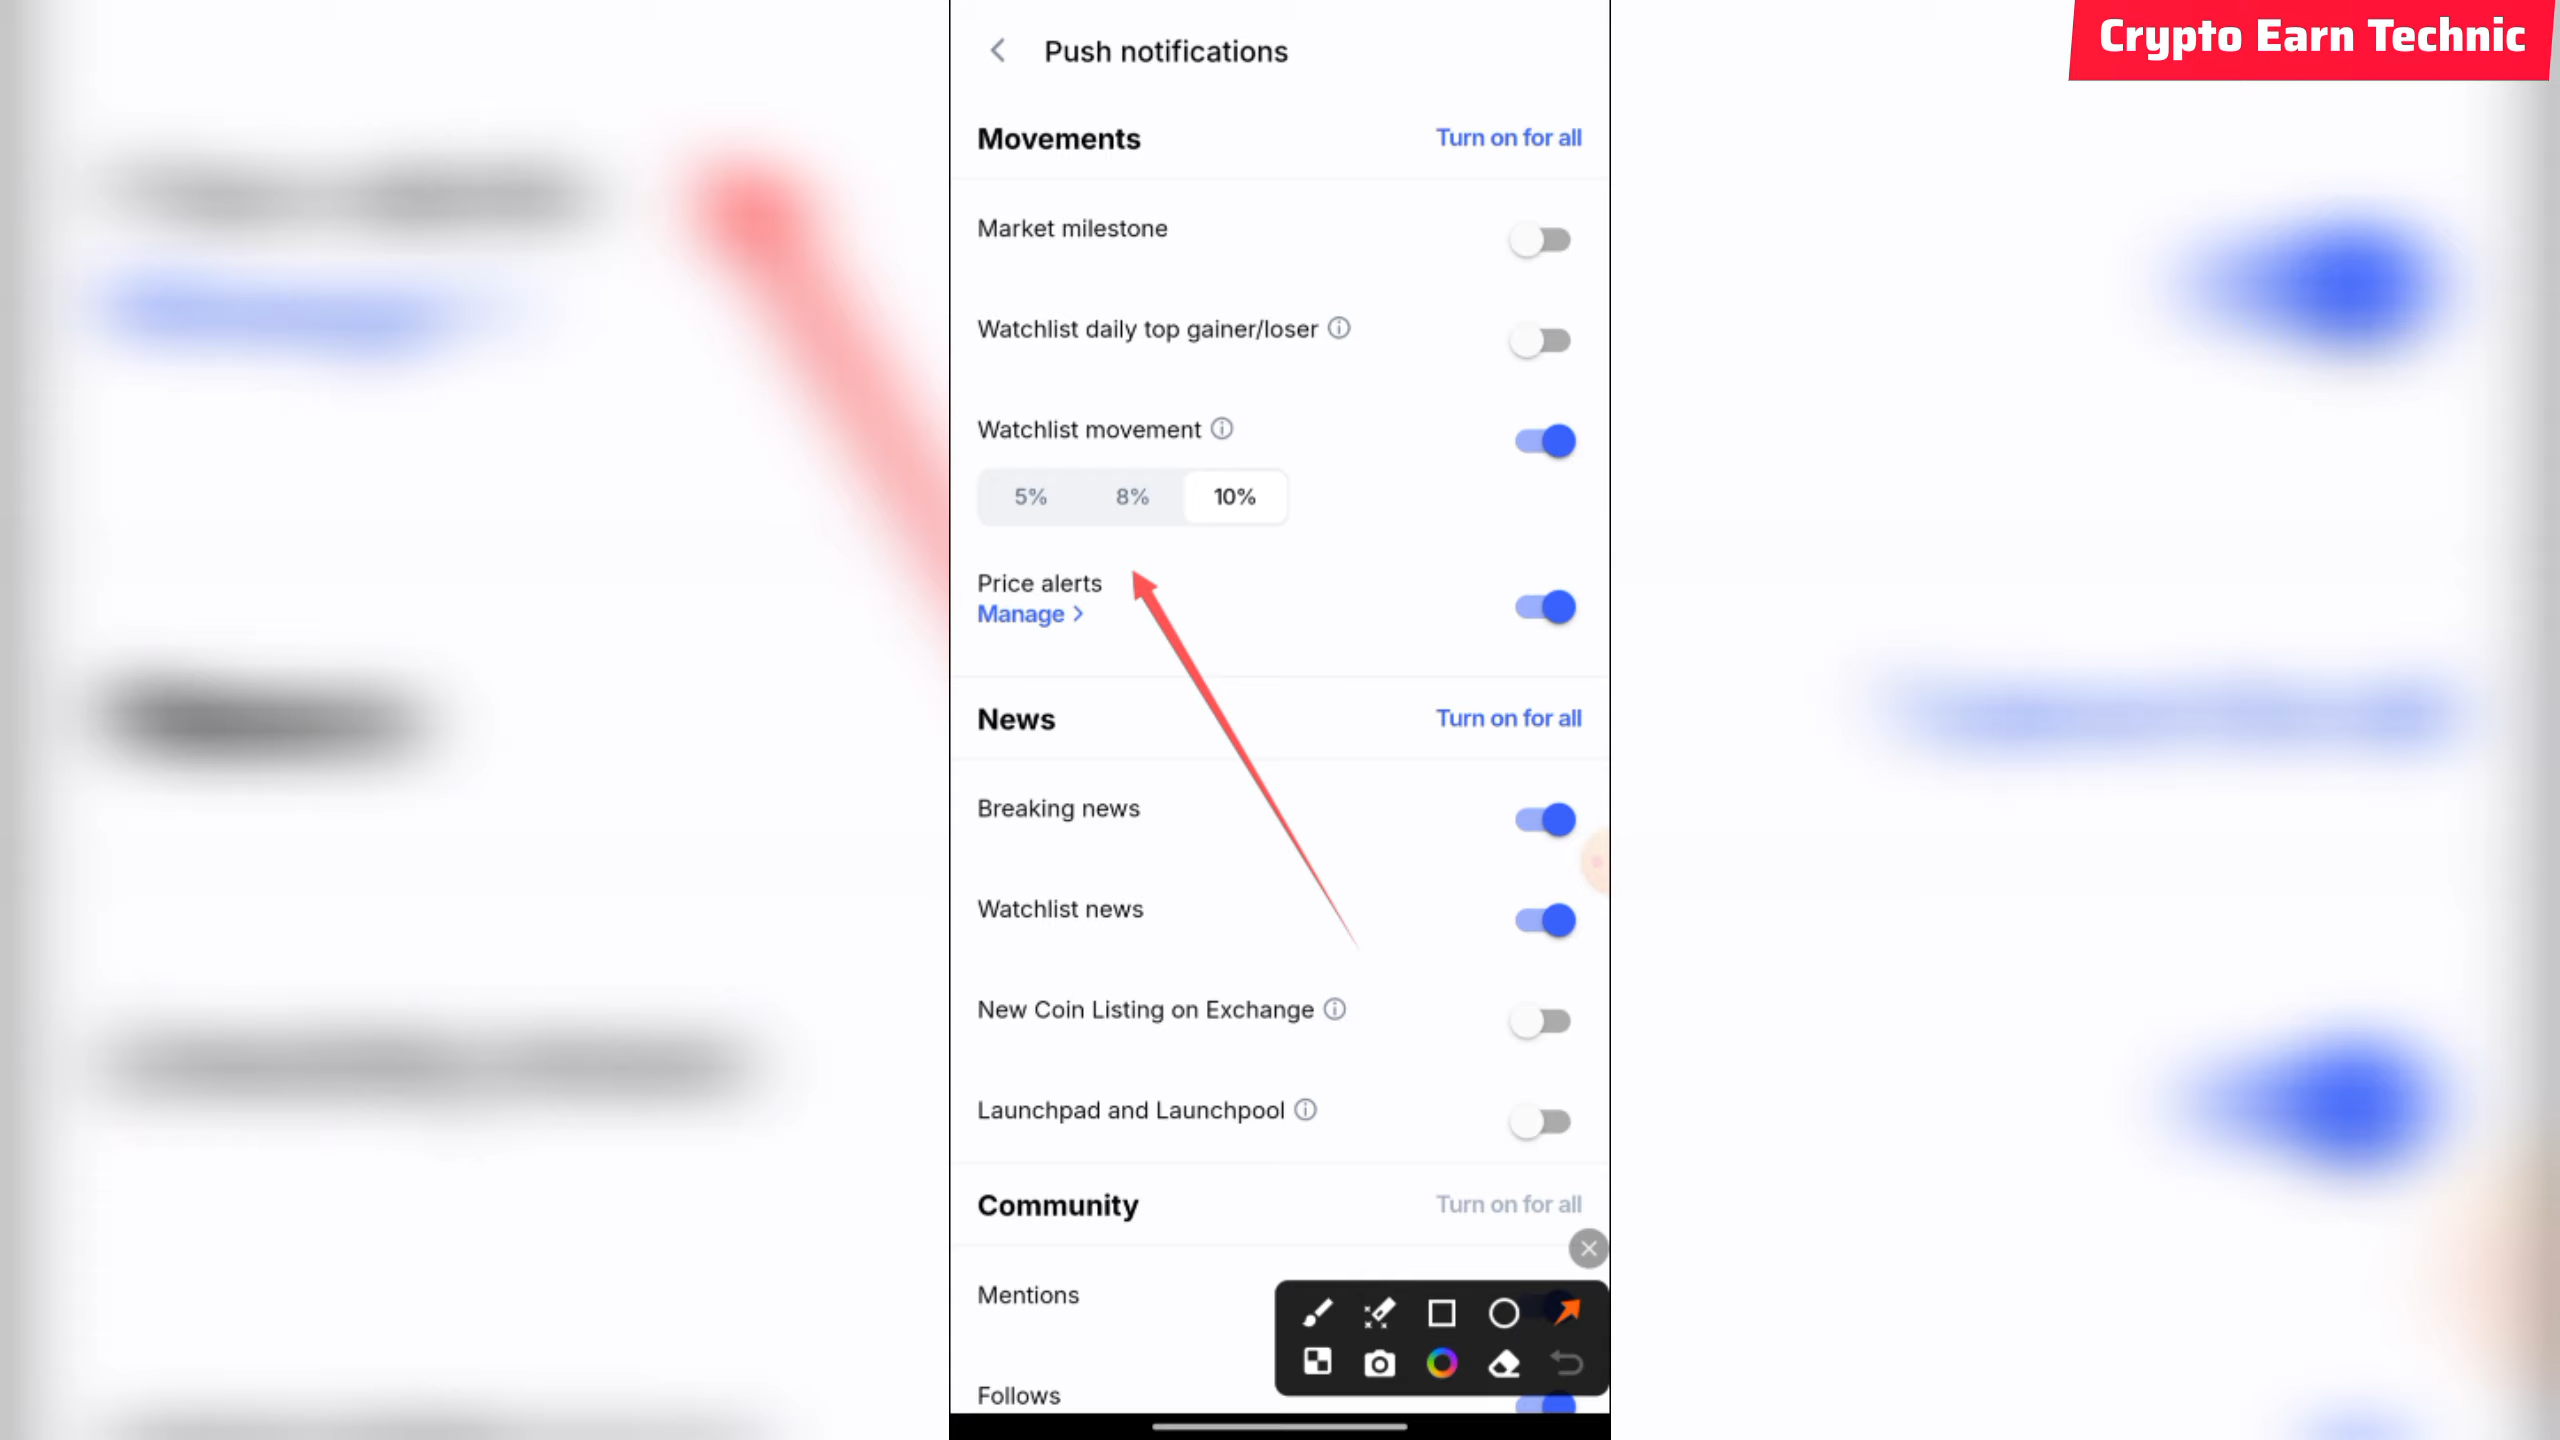 Crypto Earn Technic
Push notifications
Movements Turn on for all
Market milestone
Watchlist daily top gainer/loser
Watchlist movement
5% 8% 10%
Price alerts
Manage >
News Turn on for all
Breaking news
Watchlist news
New Coin Listing on Exchange
Launchpad and Launchpool
Community Turn on for all
Mentions
Follows